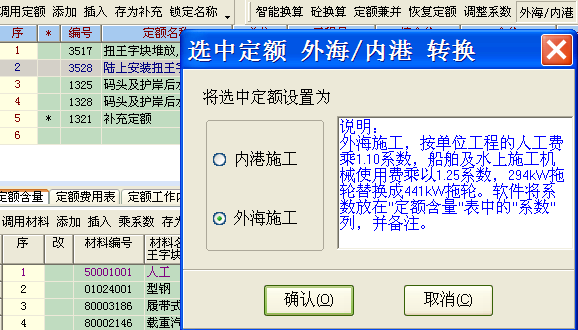 调用定额 添加 插入 存为补充 锁定名称 智能换算 砼换算 定额兼并 恢复定额 调整系数 外海/内
序 * 编号 定额名称
1 3517 扭王字块堆放,
2 3528 陆上安装扭王字
3 1325 码头及护岸后
4 1328 码头及护岸后
5 * 1321 补充定额
6
选中定额 外海/内港 转换
将选中定额设置为
内港施工
外海施工
说明:
外海施工，按单位工程的人工费
乘1.10系数，船舶及水上施工机
械使用费乘以1.25系数，294kW拖
轮替换成441kW拖轮。软件将系
数放在"定额含量"表中的"系数"
列，并备注。
确认(O)
取消(C)
定额含量 定额费用表 定额工作内
调用材料 添加 插入 乘系数 存为
序 改 材料编号 材料名
王字块
1 50001001 人工
2 01024001 型钢
3 80003186 履带式
4 80002146 载重汽